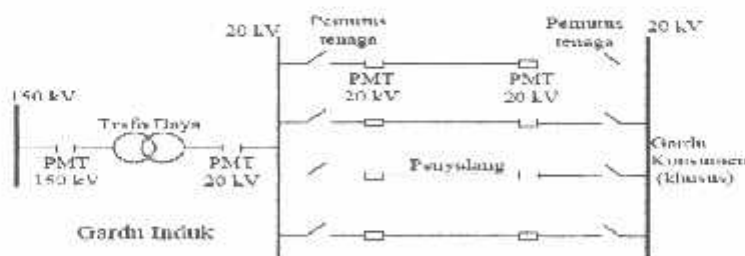 Pemutus tenaga
20 kV
Pemutus tenaga
20 kV
PMT 20 kV
PMT 20 kV
150 kV
Trafo Daya
PMT 150 kV
PMT 20 kV
Penyulang
Gardu Konsumen (khusus)
Gardu Induk